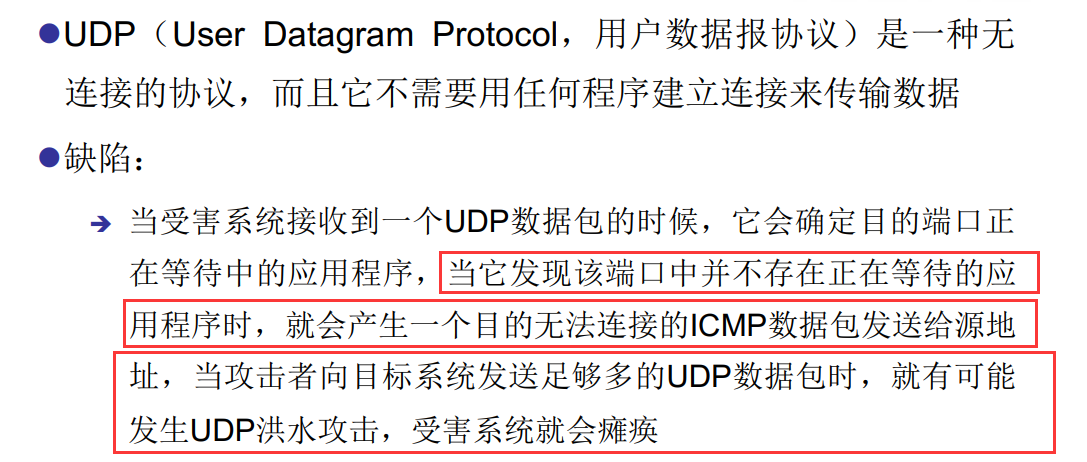 ●UDP（User Datagram Protocol，用户数据报协议）是一种无
连接的协议，而且它不需要用任何程序建立连接来传输数据
●缺陷：
➔ 当受害系统接收到一个UDP数据包的时候，它会确定目的端口正
在等待中的应用程序，当它发现该端口中并不存在正在等待的应
用程序时，就会产生一个目的无法连接的ICMP数据包发送给源地
址，当攻击者向目标系统发送足够多的UDP数据包时，就有可能
发生UDP洪水攻击，受害系统就会瘫痪